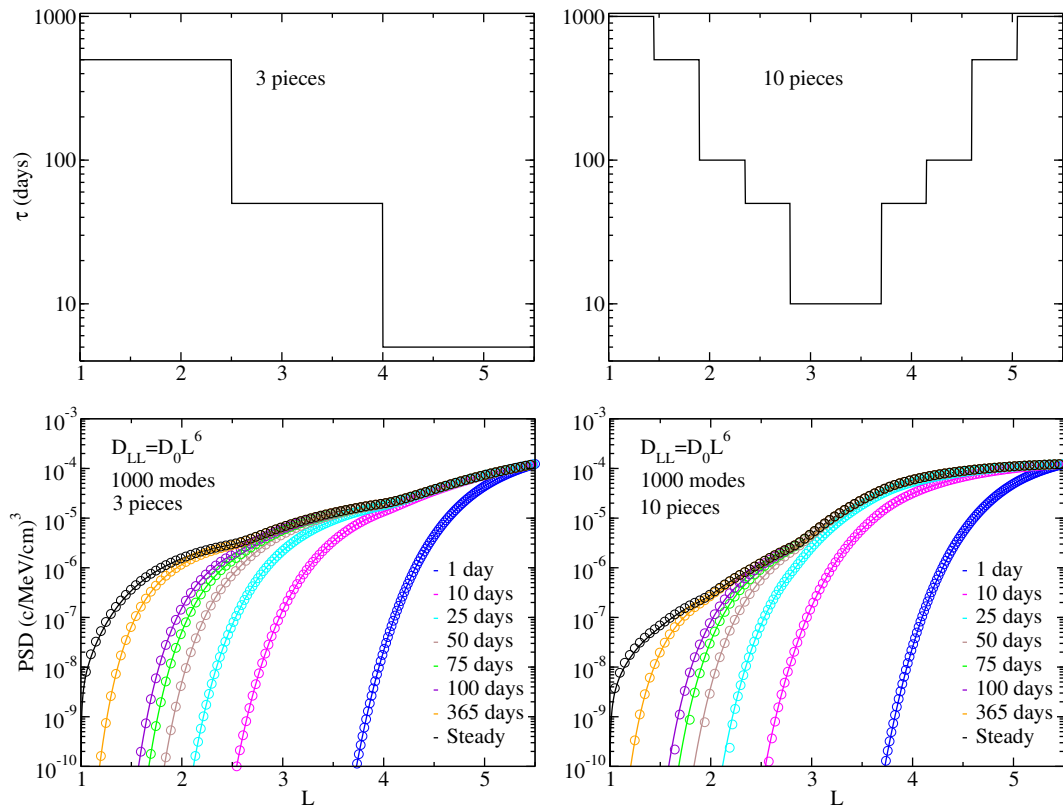 1000
100
10
τ (days)
3 pieces
1 2 3 4 5
1000
100
10
10 pieces
1 2 3 4 5
10^-3
10^-4
10^-5
10^-6
10^-7
10^-8
10^-9
10^-10
PSD (c/MeV/cm)^3
D_LL=D_0L^6
1000 modes
3 pieces
1 day
10 days
25 days
50 days
75 days
100 days
365 days
Steady
1 2 3 4 5
L
10^-3
10^-4
10^-5
10^-6
10^-7
10^-8
10^-9
10^-10
D_LL=D_0L^6
1000 modes
10 pieces
1 day
10 days
25 days
50 days
75 days
100 days
365 days
Steady
1 2 3 4 5
L